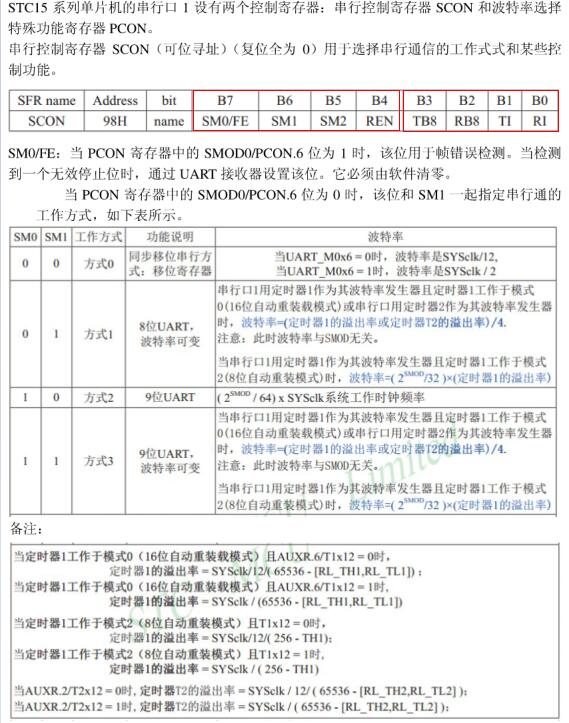 STC15 系列单片机的串行口 1 设有两个控制寄存器：串行控制寄存器 SCON 和波特率选择
特殊功能寄存器 PCON。
串行控制寄存器 SCON（可位寻址）（复位全为 0）用于选择串行通信的工作式式和某些控
制功能。
SFR name Address bit B7 B6 B5 B4 B3 B2 B1 B0
SCON 98H name SM0/FE SM1 SM2 REN TB8 RB8 TI RI
SM0/FE：当 PCON 寄存器中的 SMOD0/PCON.6 位为 1 时，该位用于帧错误检测。当检测
到一个无效停止位时，通过 UART 接收器设置该位。它必须由软件清零。
当 PCON 寄存器中的 SMOD0/PCON.6 位为 0 时，该位和 SM1 一起指定串行通的
工作方式，如下表所示。
SM0 SM1 工作方式 功能说明 波特率
0 0 方式0 同步移位串行方
式：移位寄存器 当UART_M0x6 = 0时，波特率是SYSclk/12,
当UART_M0x6 = 1时，波特率是SYSclk / 2
0 1 方式1 8位UART，
波特率可变 串行口1用定时器1作为其波特率发生器且定时器1工作于模式
0(16位自动重装载模式)或串行口用定时器2作为其波特率发生器
时，波特率=(定时器1的溢出率或定时器T2的溢出率)/4.
注意：此时波特率与SMOD无关。
当串行口1用定时器1作为其波特率发生器且定时器1工作于模式
2(8位自动重装模式)时，波特率=( 2^SMOD/32 )×(定时器1的溢出率)
1 0 方式2 9位UART ( 2^SMOD / 64) x SYSclk系统工作时钟频率
1 1 方式3 9位UART，
波特率可变 当串行口1用定时器1作为其波特率发生器且定时器1工作于模式
0(16位自动重装载模式)或串行口用定时器2作为其波特率发生器
时，波特率=(定时器1的溢出率或定时器T2的溢出率)/4.
注意：此时波特率与SMOD无关。
当串行口1用定时器1作为其波特率发生器且定时器1工作于模式
2(8位自动重装模式)时，波特率=( 2^SMOD/32 )×(定时器1的溢出率)
备注：
当定时器1工作于模式0（16位自动重装载模式）且AUXR.6/T1x12 = 0时，
定时器1的溢出率 = SYSclk/12/( 65536 - [RL_TH1,RL_TL1])；
当定时器1工作于模式0（16位自动重装载模式）且AUXR.6/T1x12 = 1时,
定时器1的溢出率 = SYSclk / (65536 - [RL_TH1,RL_TL1])
当定时器1工作于模式2（8位自动重装模式）且T1x12 = 0时，
定时器1的溢出率 = SYSclk/12/( 256 - TH1);
当定时器1工作于模式2（8位自动重装模式）且T1x12 = 1时,
定时器1的溢出率 = SYSclk / ( 256 - TH1)
当AUXR.2/T2x12 = 0时, 定时器T2的溢出率 = SYSclk / 12/ ( 65536 - [RL_TH2,RL_TL2] )；
当AUXR.2/T2x12 = 1时, 定时器T2的溢出率 = SYSclk / ( 65536 - [RL_TH2,RL_TL2] )；